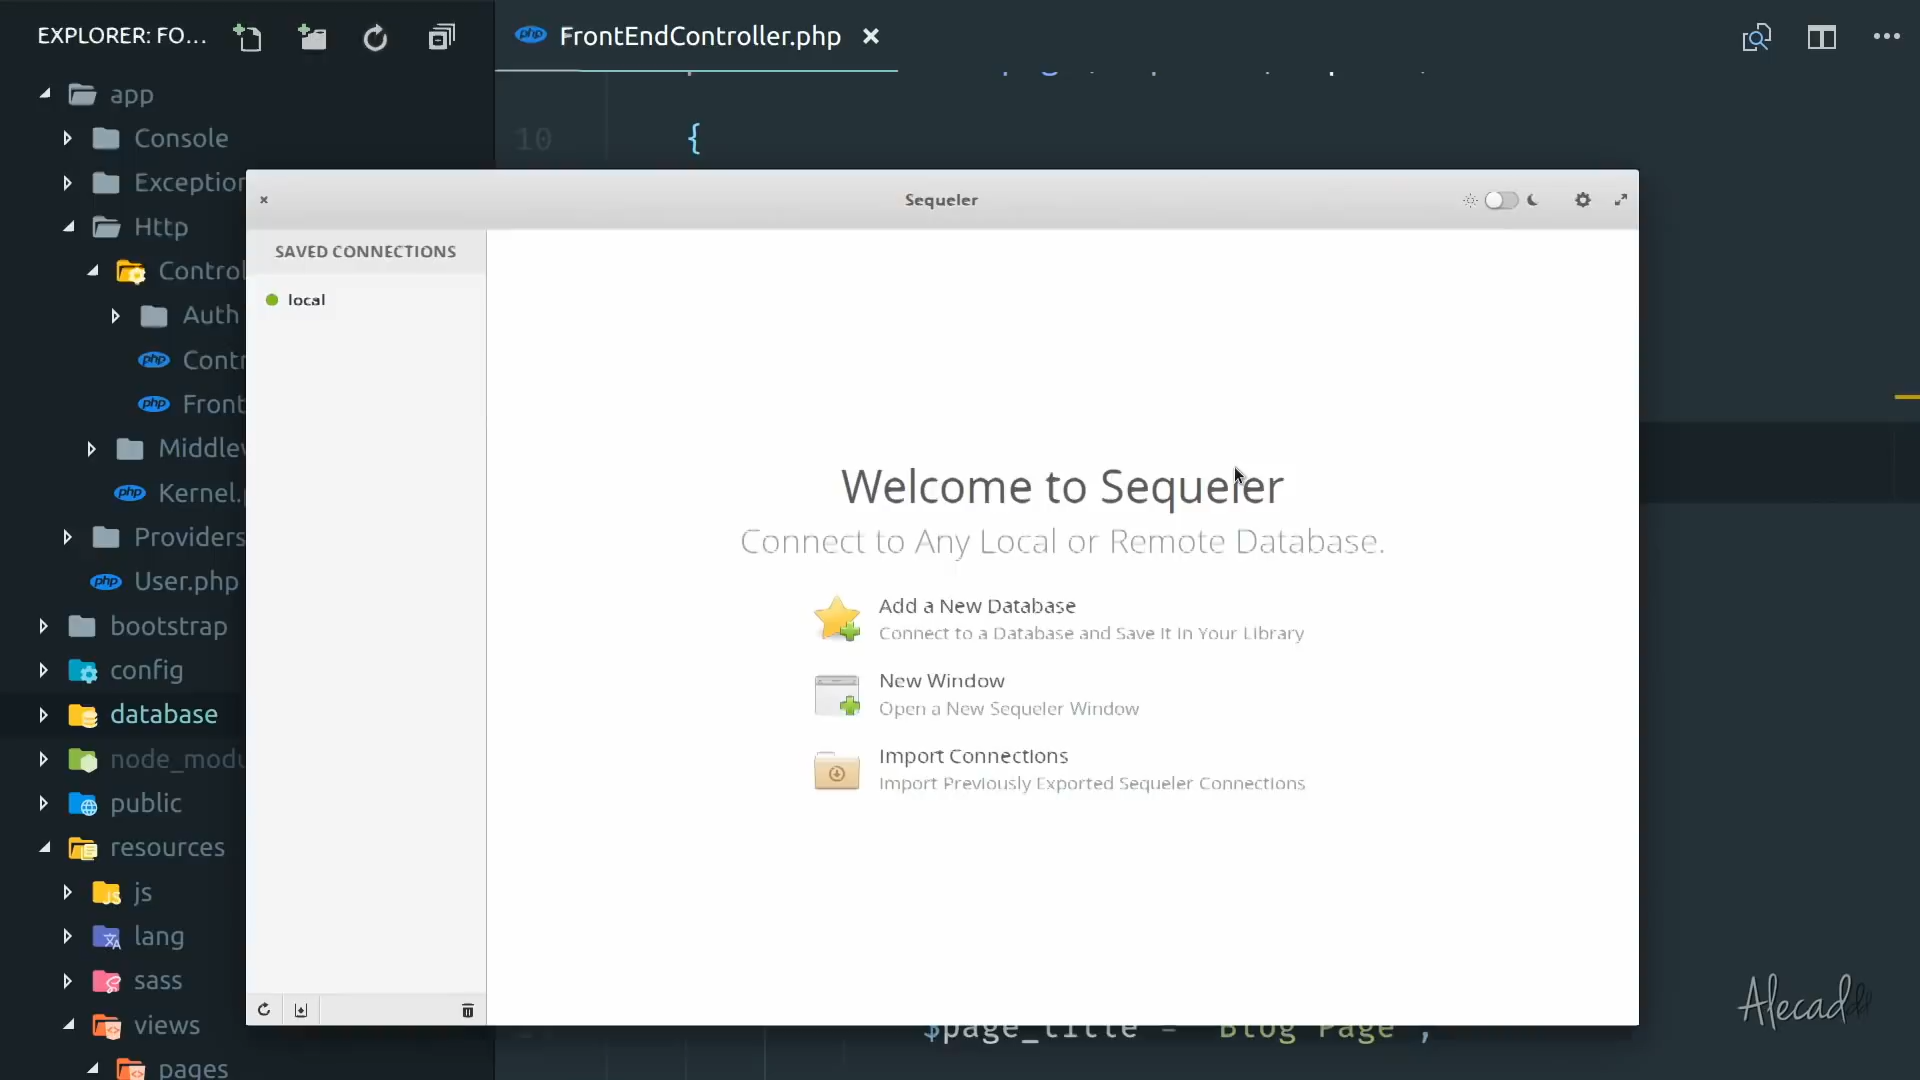 EXPLORER: FO...
FrontEndController.php
app
Console
10
{
Exception
Sequeler
Http
SAVED CONNECTIONS
Control
local
Auth
Contr
Front
Middlew
Welcome to Sequeler
Kernel.
Providers
Connect to Any Local or Remote Database.
User.php
Add a New Database
bootstrap
Connect to a Database and Save It In Your Library
config
New Window
database
Open a New Sequeler Window
node_modu
Import Connections
public
Import Previously Exported Sequeler Connections
resources
js
lang
sass
Alecaddd
views
$page_title = "Blog Page";
pages